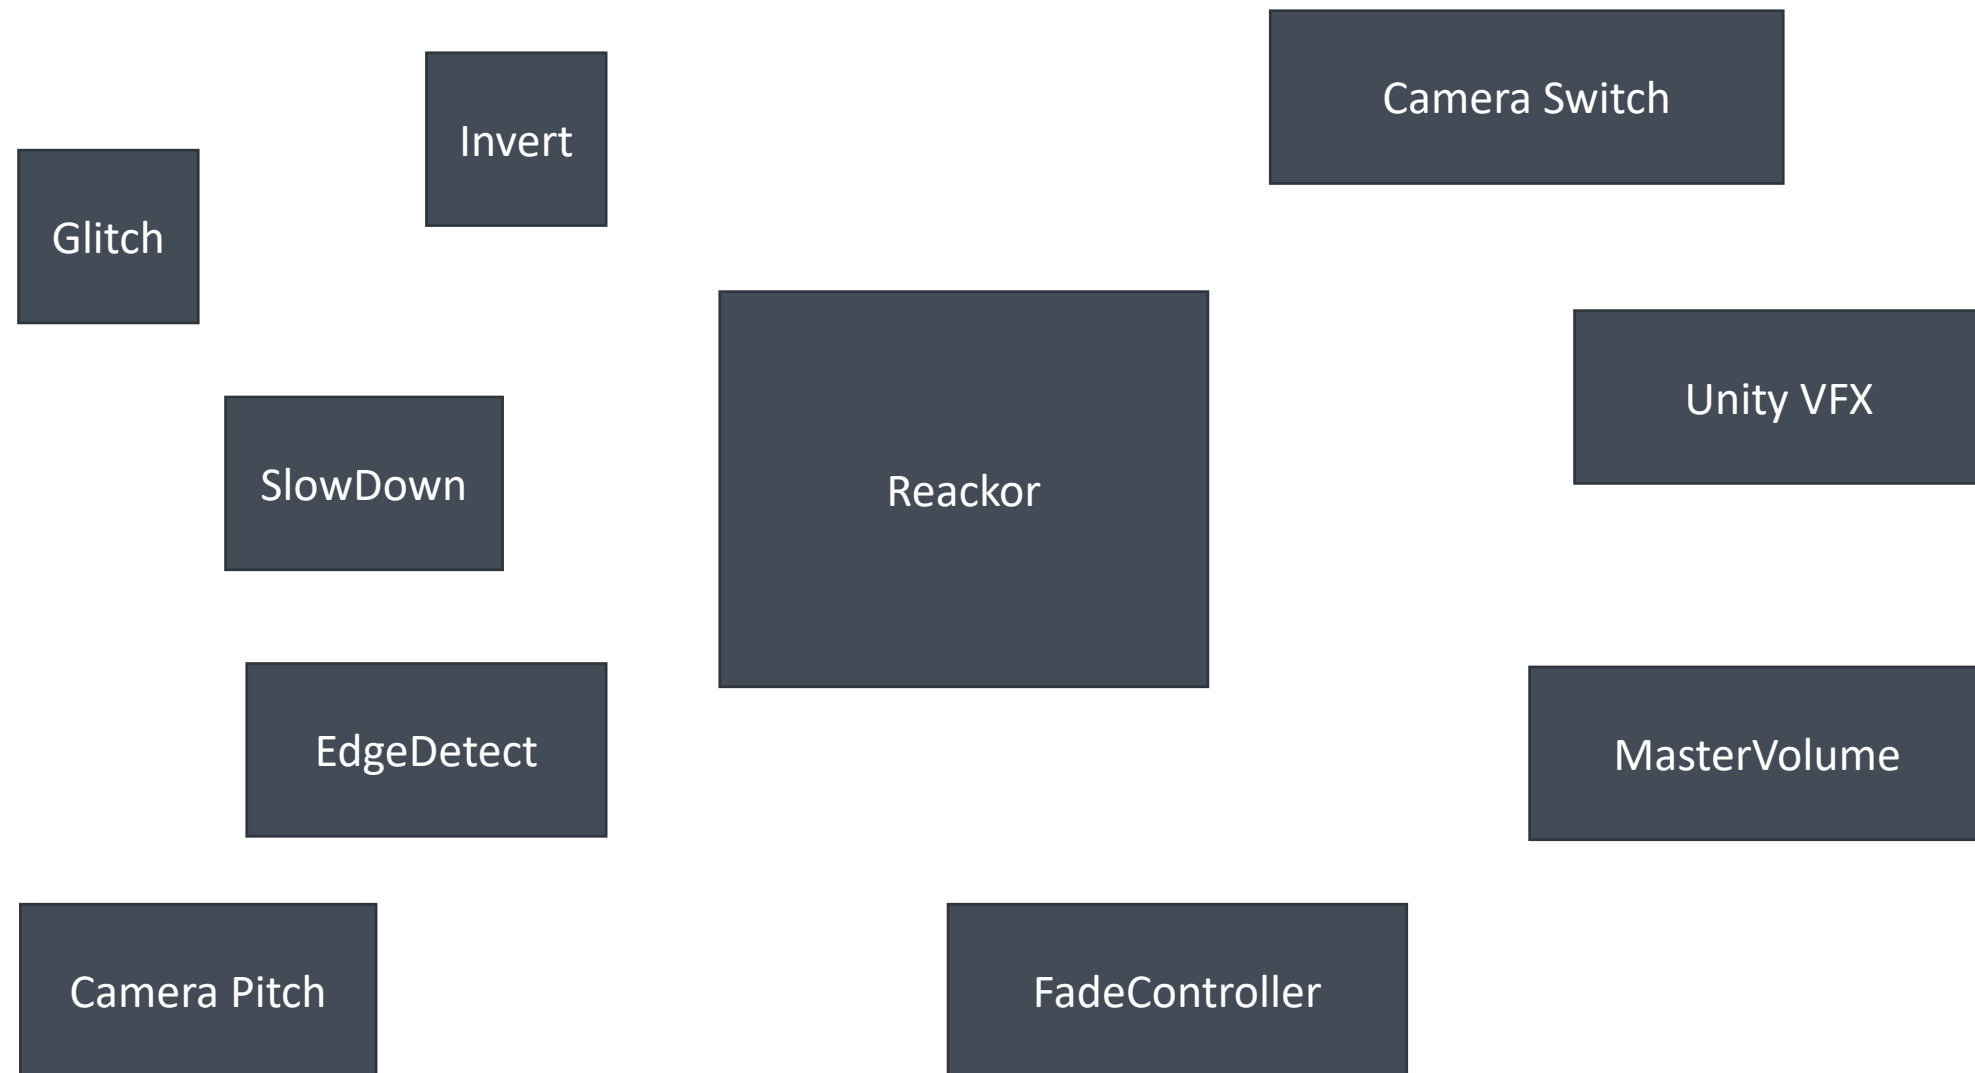 Camera Switch
Invert
Glitch
Unity VFX
SlowDown
Reackor
EdgeDetect
MasterVolume
Camera Pitch
FadeController